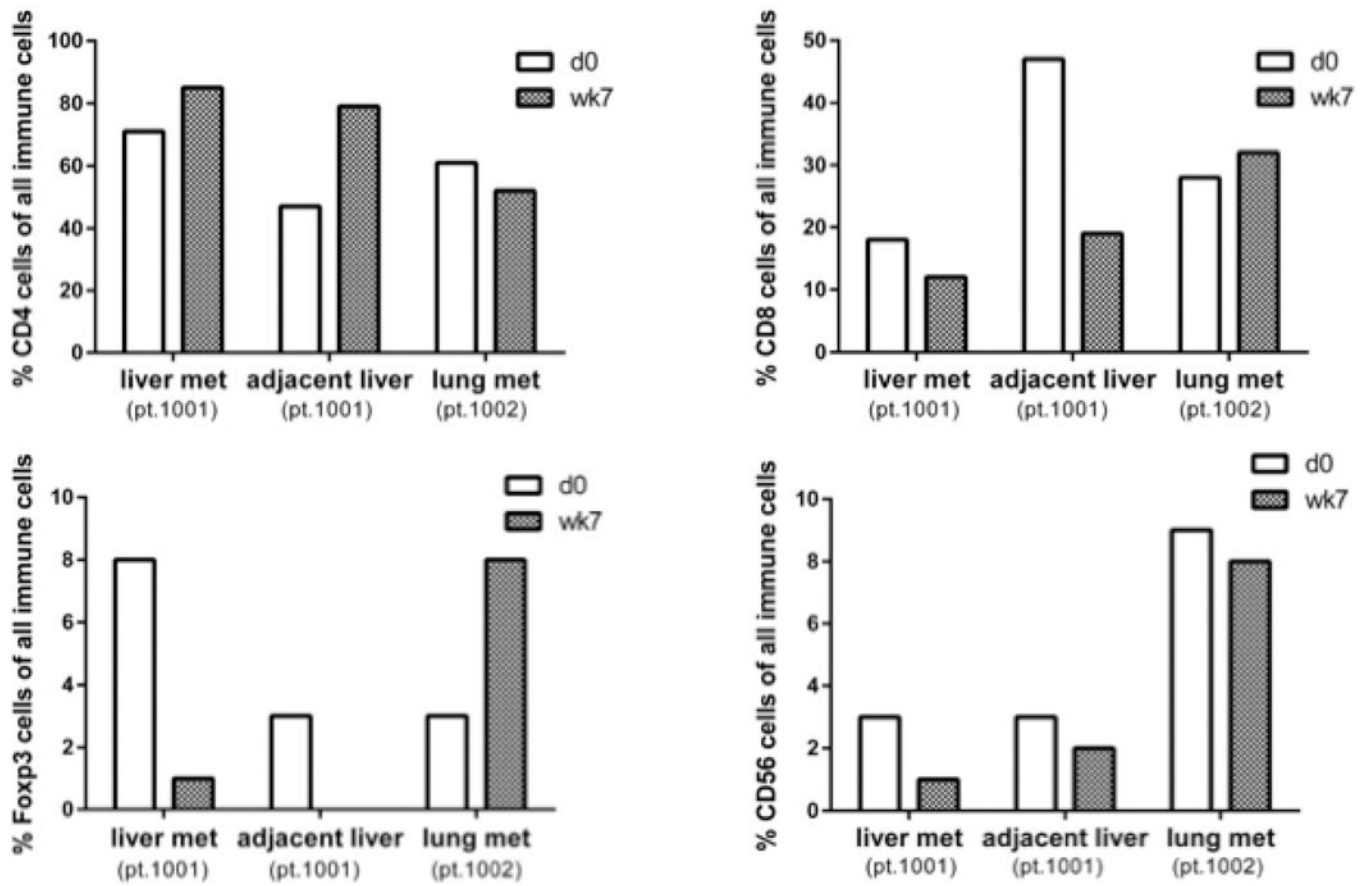 % CD4 cells of all immune cells
100
80
60
40
20
0
d0
wk7
liver met adjacent liver lung met
(pt.1001) (pt.1001) (pt.1002)
% CD8 cells of all immune cells
50
40
30
20
10
0
d0
wk7
liver met adjacent liver lung met
(pt.1001) (pt.1001) (pt.1002)
% Foxp3 cells of all immune cells
10
8
6
4
2
0
d0
wk7
liver met adjacent liver lung met
(pt.1001) (pt.1001) (pt.1002)
% CD56 cells of all immune cells
10
8
6
4
2
0
d0
wk7
liver met adjacent liver lung met
(pt.1001) (pt.1001) (pt.1002)